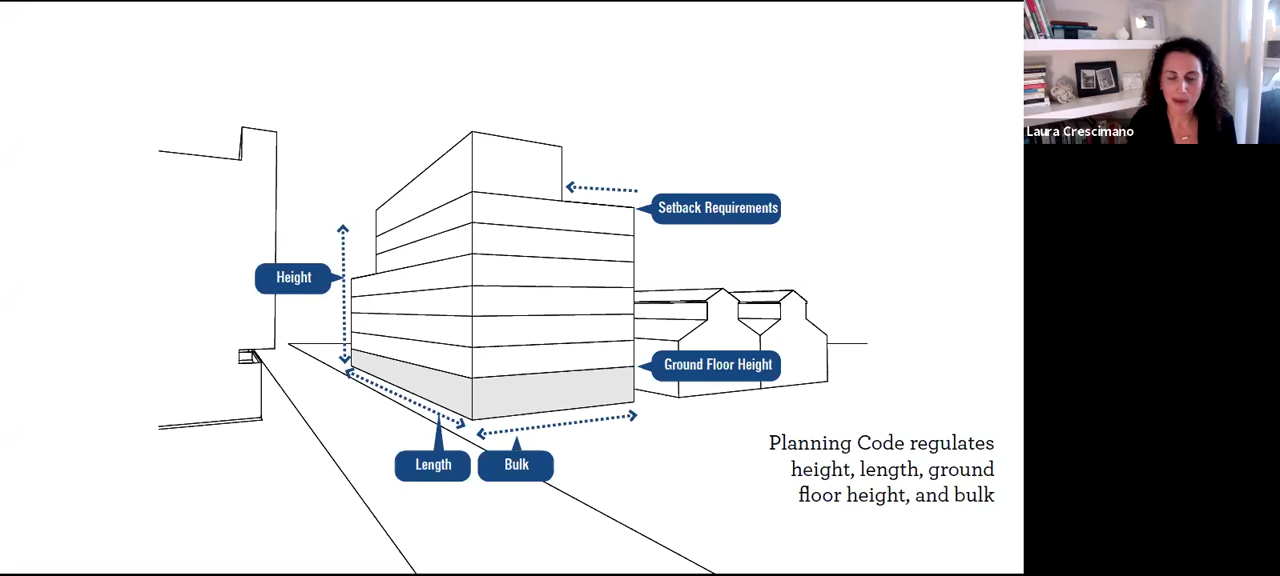 Laura Crescimano
Setback Requirements
Height
Ground Floor Height
Length
Bulk
Planning Code regulates
height, length, ground
floor height, and bulk